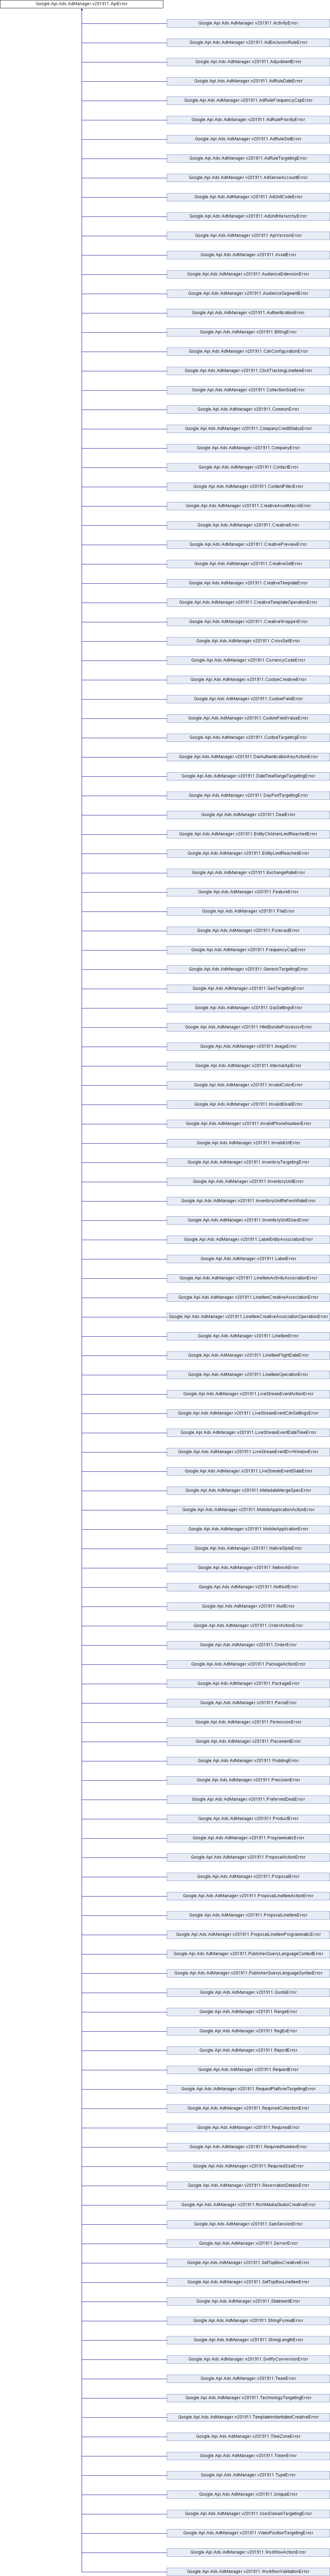 Google.Api.Ads.AdManager.v201911.ApiError
Google.Api.Ads.AdManager.v201911.ActivityError
Google.Api.Ads.AdManager.v201911.AdExclusionRuleError
Google.Api.Ads.AdManager.v201911.AdjustmentError
Google.Api.Ads.AdManager.v201911.AdRuleDateError
Google.Api.Ads.AdManager.v201911.AdRuleFrequencyCapError
Google.Api.Ads.AdManager.v201911.AdRulePriorityError
Google.Api.Ads.AdManager.v201911.AdRuleSlotError
Google.Api.Ads.AdManager.v201911.AdRuleTargetingError
Google.Api.Ads.AdManager.v201911.AdSenseAccountError
Google.Api.Ads.AdManager.v201911.AdUnitCodeError
Google.Api.Ads.AdManager.v201911.AdUnitHierarchyError
Google.Api.Ads.AdManager.v201911.ApiVersionError
Google.Api.Ads.AdManager.v201911.AssetError
Google.Api.Ads.AdManager.v201911.AudienceExtensionError
Google.Api.Ads.AdManager.v201911.AudienceSegmentError
Google.Api.Ads.AdManager.v201911.AuthenticationError
Google.Api.Ads.AdManager.v201911.BillingError
Google.Api.Ads.AdManager.v201911.CdnConfigurationError
Google.Api.Ads.AdManager.v201911.ClickTrackingLineItemError
Google.Api.Ads.AdManager.v201911.CollectionSizeError
Google.Api.Ads.AdManager.v201911.CommonError
Google.Api.Ads.AdManager.v201911.CompanyCreditStatusError
Google.Api.Ads.AdManager.v201911.CompanyError
Google.Api.Ads.AdManager.v201911.ContactError
Google.Api.Ads.AdManager.v201911.ContentFilterError
Google.Api.Ads.AdManager.v201911.CreativeAssetMacroError
Google.Api.Ads.AdManager.v201911.CreativeError
Google.Api.Ads.AdManager.v201911.CreativePreviewError
Google.Api.Ads.AdManager.v201911.CreativeSetError
Google.Api.Ads.AdManager.v201911.CreativeTemplateError
Google.Api.Ads.AdManager.v201911.CreativeTemplateOperationError
Google.Api.Ads.AdManager.v201911.CreativeWrapperError
Google.Api.Ads.AdManager.v201911.CrossSellError
Google.Api.Ads.AdManager.v201911.CurrencyCodeError
Google.Api.Ads.AdManager.v201911.CustomCreativeError
Google.Api.Ads.AdManager.v201911.CustomFieldError
Google.Api.Ads.AdManager.v201911.CustomFieldValueError
Google.Api.Ads.AdManager.v201911.CustomTargetingError
Google.Api.Ads.AdManager.v201911.DaiAuthenticationKeyActionError
Google.Api.Ads.AdManager.v201911.DateTimeRangeTargetingError
Google.Api.Ads.AdManager.v201911.DayPartTargetingError
Google.Api.Ads.AdManager.v201911.DealError
Google.Api.Ads.AdManager.v201911.EntityChildrenLimitReachedError
Google.Api.Ads.AdManager.v201911.EntityLimitReachedError
Google.Api.Ads.AdManager.v201911.ExchangeRateError
Google.Api.Ads.AdManager.v201911.FeatureError
Google.Api.Ads.AdManager.v201911.FileError
Google.Api.Ads.AdManager.v201911.ForecastError
Google.Api.Ads.AdManager.v201911.FrequencyCapError
Google.Api.Ads.AdManager.v201911.GenericTargetingError
Google.Api.Ads.AdManager.v201911.GeoTargetingError
Google.Api.Ads.AdManager.v201911.GrpSettingsError
Google.Api.Ads.AdManager.v201911.HtmlBundleProcessorError
Google.Api.Ads.AdManager.v201911.ImageError
Google.Api.Ads.AdManager.v201911.InternalApiError
Google.Api.Ads.AdManager.v201911.InvalidColorError
Google.Api.Ads.AdManager.v201911.InvalidEmailError
Google.Api.Ads.AdManager.v201911.InvalidPhoneNumberError
Google.Api.Ads.AdManager.v201911.InvalidUrlError
Google.Api.Ads.AdManager.v201911.InventoryTargetingError
Google.Api.Ads.AdManager.v201911.InventoryUnitError
Google.Api.Ads.AdManager.v201911.InventoryUnitRefreshRateError
Google.Api.Ads.AdManager.v201911.InventoryUnitSizesError
Google.Api.Ads.AdManager.v201911.LabelEntityAssociationError
Google.Api.Ads.AdManager.v201911.LabelError
Google.Api.Ads.AdManager.v201911.LineItemActivityAssociationError
Google.Api.Ads.AdManager.v201911.LineItemCreativeAssociationError
Google.Api.Ads.AdManager.v201911.LineItemCreativeAssociationOperationError
Google.Api.Ads.AdManager.v201911.LineItemError
Google.Api.Ads.AdManager.v201911.LineItemFlightDateError
Google.Api.Ads.AdManager.v201911.LineItemOperationError
Google.Api.Ads.AdManager.v201911.LiveStreamEventActionError
Google.Api.Ads.AdManager.v201911.LiveStreamEventCdnSettingsError
Google.Api.Ads.AdManager.v201911.LiveStreamEventDateTimeError
Google.Api.Ads.AdManager.v201911.LiveStreamEventDvrWindowError
Google.Api.Ads.AdManager.v201911.LiveStreamEventSlateError
Google.Api.Ads.AdManager.v201911.MetadataMergeSpecError
Google.Api.Ads.AdManager.v201911.MobileApplicationActionError
Google.Api.Ads.AdManager.v201911.MobileApplicationError
Google.Api.Ads.AdManager.v201911.NativeStyleError
Google.Api.Ads.AdManager.v201911.NetworkError
Google.Api.Ads.AdManager.v201911.NotNullError
Google.Api.Ads.AdManager.v201911.NullError
Google.Api.Ads.AdManager.v201911.OrderActionError
Google.Api.Ads.AdManager.v201911.OrderError
Google.Api.Ads.AdManager.v201911.PackageActionError
Google.Api.Ads.AdManager.v201911.PackageError
Google.Api.Ads.AdManager.v201911.ParseError
Google.Api.Ads.AdManager.v201911.PermissionError
Google.Api.Ads.AdManager.v201911.PlacementError
Google.Api.Ads.AdManager.v201911.PoddingError
Google.Api.Ads.AdManager.v201911.PrecisionError
Google.Api.Ads.AdManager.v201911.PreferredDealError
Google.Api.Ads.AdManager.v201911.ProductError
Google.Api.Ads.AdManager.v201911.ProgrammaticError
Google.Api.Ads.AdManager.v201911.ProposalActionError
Google.Api.Ads.AdManager.v201911.ProposalError
Google.Api.Ads.AdManager.v201911.ProposalLineItemActionError
Google.Api.Ads.AdManager.v201911.ProposalLineItemError
Google.Api.Ads.AdManager.v201911.ProposalLineItemProgrammaticError
Google.Api.Ads.AdManager.v201911.PublisherQueryLanguageContextError
Google.Api.Ads.AdManager.v201911.PublisherQueryLanguageSyntaxError
Google.Api.Ads.AdManager.v201911.QuotaError
Google.Api.Ads.AdManager.v201911.RangeError
Google.Api.Ads.AdManager.v201911.RegExError
Google.Api.Ads.AdManager.v201911.ReportError
Google.Api.Ads.AdManager.v201911.RequestError
Google.Api.Ads.AdManager.v201911.RequestPlatformTargetingError
Google.Api.Ads.AdManager.v201911.RequiredCollectionError
Google.Api.Ads.AdManager.v201911.RequiredError
Google.Api.Ads.AdManager.v201911.RequiredNumberError
Google.Api.Ads.AdManager.v201911.RequiredSizeError
Google.Api.Ads.AdManager.v201911.ReservationDetailsError
Google.Api.Ads.AdManager.v201911.RichMediaStudioCreativeError
Google.Api.Ads.AdManager.v201911.SamSessionError
Google.Api.Ads.AdManager.v201911.ServerError
Google.Api.Ads.AdManager.v201911.SetTopBoxCreativeError
Google.Api.Ads.AdManager.v201911.SetTopBoxLineItemError
Google.Api.Ads.AdManager.v201911.StatementError
Google.Api.Ads.AdManager.v201911.StringFormatError
Google.Api.Ads.AdManager.v201911.StringLengthError
Google.Api.Ads.AdManager.v201911.SwiffyConversionError
Google.Api.Ads.AdManager.v201911.TeamError
Google.Api.Ads.AdManager.v201911.TechnologyTargetingError
Google.Api.Ads.AdManager.v201911.TemplateInstantiatedCreativeError
Google.Api.Ads.AdManager.v201911.TimeZoneError
Google.Api.Ads.AdManager.v201911.TokenError
Google.Api.Ads.AdManager.v201911.TypeError
Google.Api.Ads.AdManager.v201911.UniqueError
Google.Api.Ads.AdManager.v201911.UserDomainTargetingError
Google.Api.Ads.AdManager.v201911.VideoPositionTargetingError
Google.Api.Ads.AdManager.v201911.WorkflowActionError
Google.Api.Ads.AdManager.v201911.WorkflowValidationError